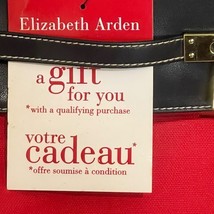 Elizabeth Arden
a gift
for you
*with a qualifying purchase
votre
cadeau*
*offre soumise à condition